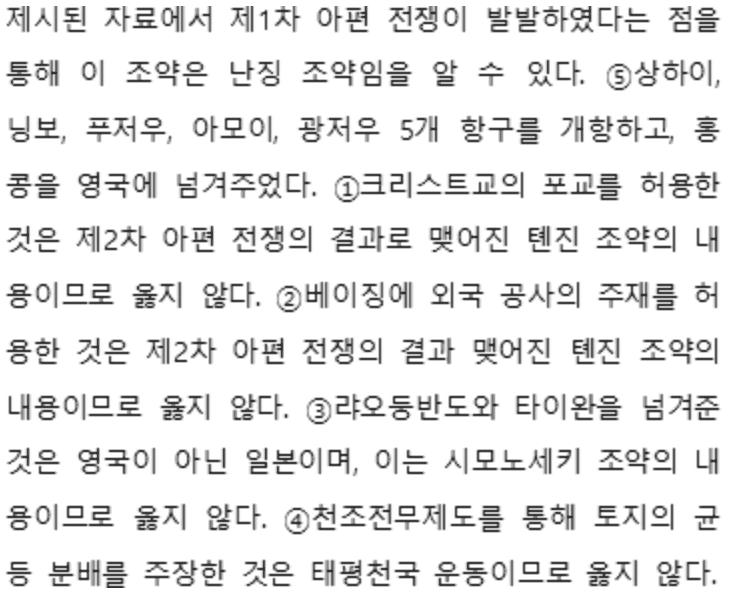 제시된 자료에서 제1차 아편 전쟁이 발발하였다는 점을
통해 이 조약은 난징 조약임을 알 수 있다. ⑤상하이,
닝보, 푸저우, 아모이, 광저우 5개 항구를 개항하고, 홍
콩을 영국에 넘겨주었다. ①크리스트교의 포교를 허용한
것은 제2차 아편 전쟁의 결과로 맺어진 톈진 조약의 내
용이므로 옳지 않다. ②베이징에 외국 공사의 주재를 허
용한 것은 제2차 아편 전쟁의 결과 맺어진 톈진 조약의
내용이므로 옳지 않다. ③랴오둥반도와 타이완을 넘겨준
것은 영국이 아닌 일본이며, 이는 시모노세키 조약의 내
용이므로 옳지 않다. ④천조전무제도를 통해 토지의 균
등 분배를 주장한 것은 태평천국 운동이므로 옳지 않다.